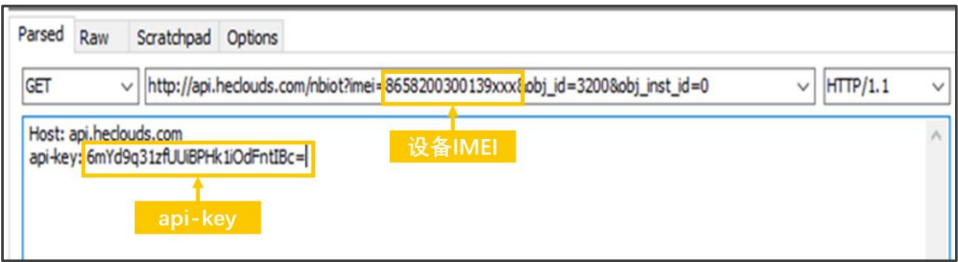 Parsed Raw Scratchpad Options
GET http://api.heclouds.com/nbiot?imei=8658200300139xxx&obj_id=3200&obj_inst_id=0 HTTP/1.1
Host: api.heclouds.com
api-key: 6mYd9q31zfUUiBPHk1iOdFntIBc=
设备IMEI
api-key